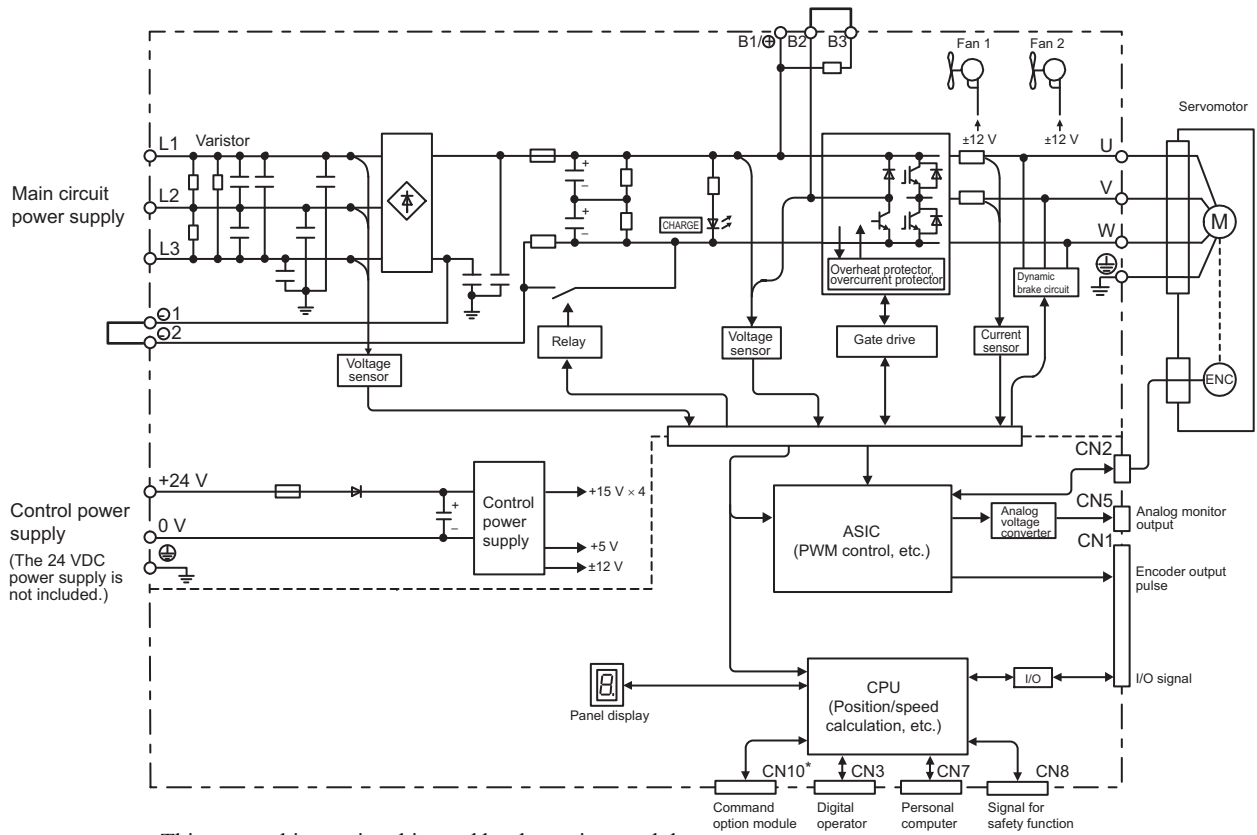 B1/⊕ B2 B3
Fan 1
Fan 2
±12 V
±12 V
Servomotor
Main circuit
power supply
L1
L2
L3
Varistor
⊖1
⊖2
+
–
+
–
CHARGE
Overheat protector,
overcurrent protector
U
V
W
M
Dynamic
brake circuit
Voltage
sensor
Relay
Voltage
sensor
Gate drive
Current
sensor
ENC
Control power
supply
(The 24 VDC
power supply is
not included.)
+24 V
0 V
+
–
Control
power
supply
+15 V × 4
+5 V
±12 V
ASIC
(PWM control, etc.)
Analog
voltage
converter
CN2
CN5
Analog monitor
output
CN1
Encoder output
pulse
I/O signal
I/O
CPU
(Position/speed
calculation, etc.)
8.
Panel display
CN10*
CN3
CN7
CN8
Command
option module
Digital
operator
Personal
computer
Signal for
safety function